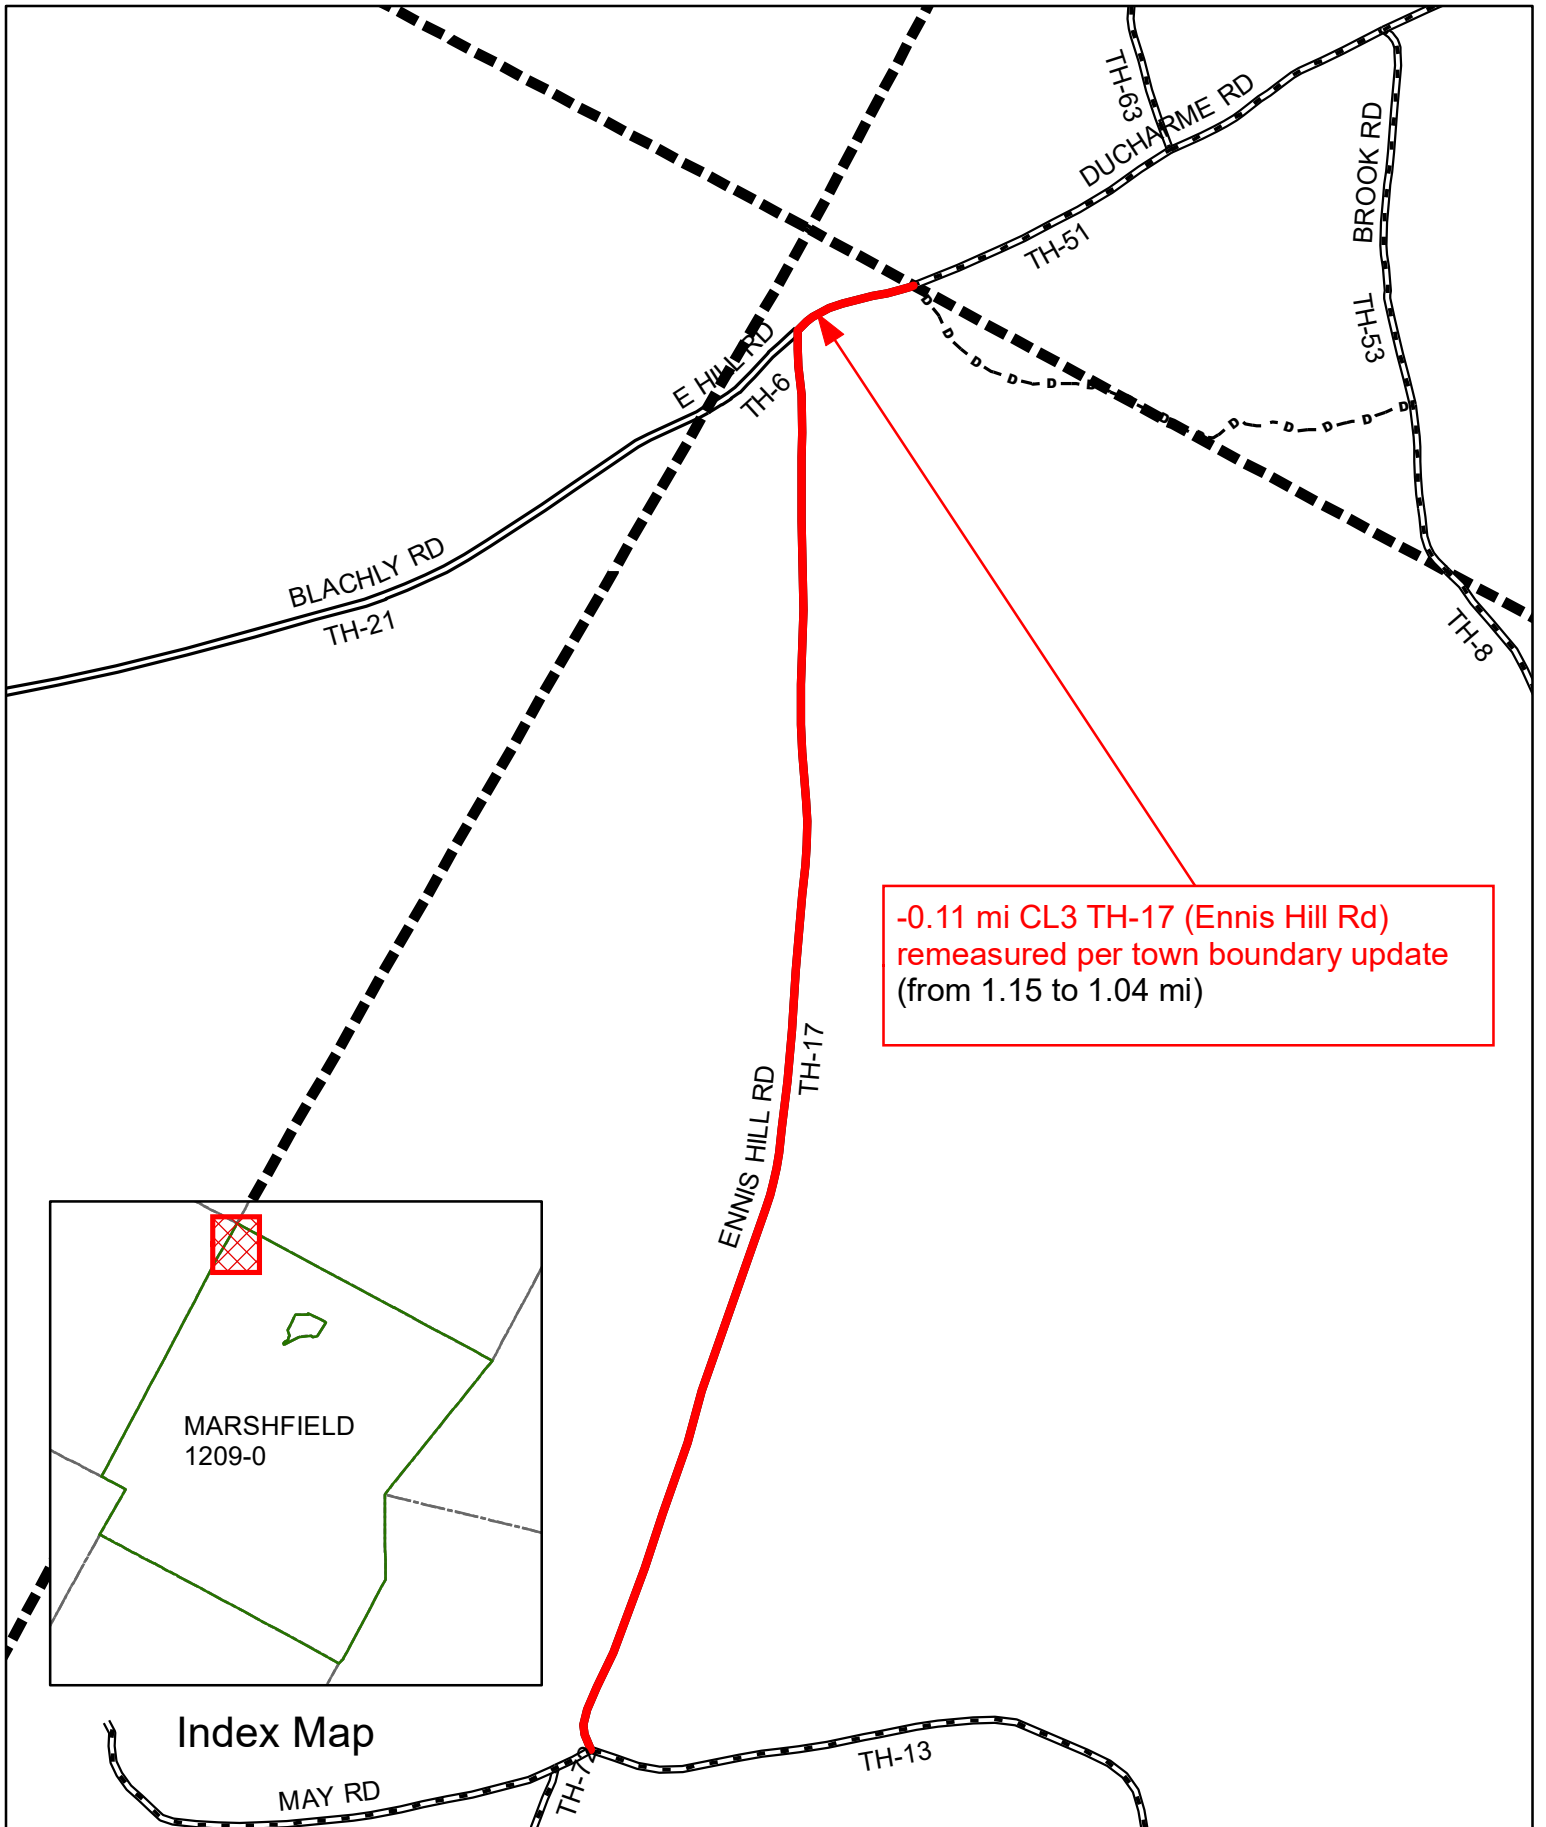 TH-63
DUCHARME RD
BROOK RD
TH-51
TH-53
E HILL RD
TH-6
BLACHLY RD
TH-21
TH-8
-0.11 mi CL3 TH-17 (Ennis Hill Rd)
remeasured per town boundary update
(from 1.15 to 1.04 mi)
TH-17
ENNIS HILL RD
MARSHFIELD
1209-0
Index Map
TH-13
MAY RD
D
D
D
D
D
D
D
D
D
D
D
D